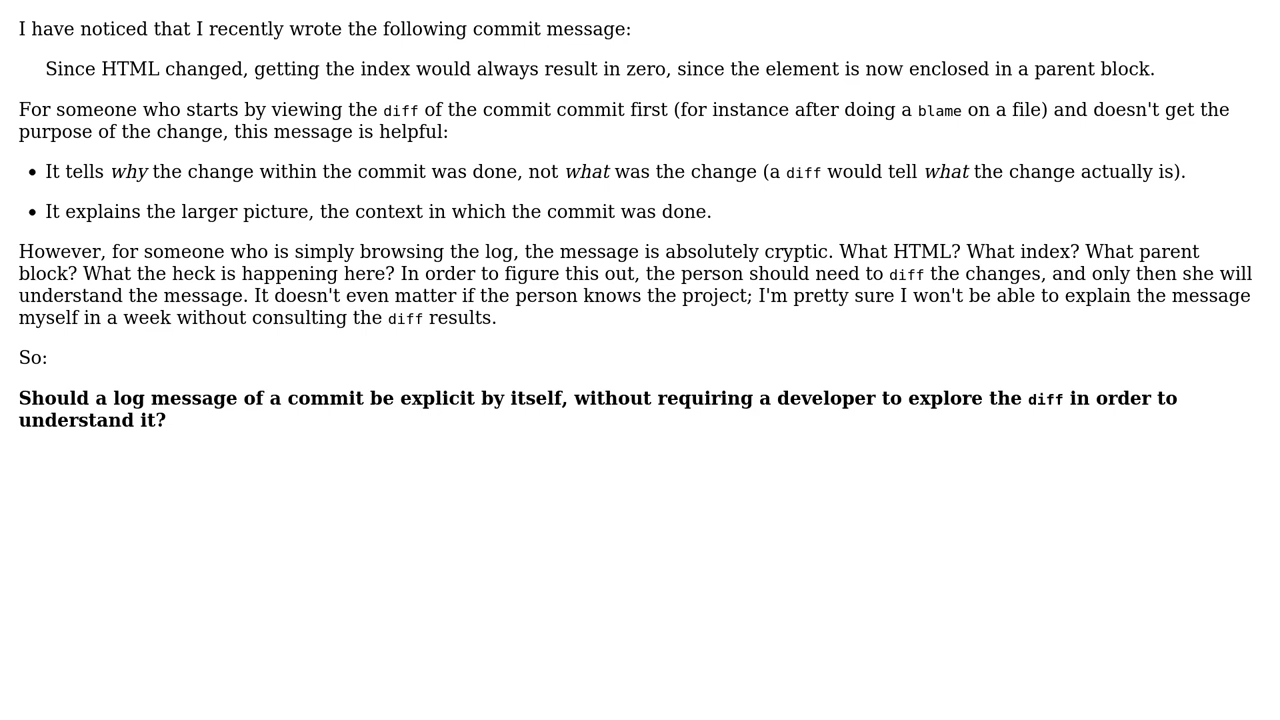 I have noticed that I recently wrote the following commit message:
Since HTML changed, getting the index would always result in zero, since the element is now enclosed in a parent block.
For someone who starts by viewing the diff of the commit commit first (for instance after doing a blame on a file) and doesn't get the
purpose of the change, this message is helpful:
• It tells why the change within the commit was done, not what was the change (a diff would tell what the change actually is).
• It explains the larger picture, the context in which the commit was done.
However, for someone who is simply browsing the log, the message is absolutely cryptic. What HTML? What index? What parent
block? What the heck is happening here? In order to figure this out, the person should need to diff the changes, and only then she will
understand the message. It doesn't even matter if the person knows the project; I'm pretty sure I won't be able to explain the message
myself in a week without consulting the diff results.
So:
Should a log message of a commit be explicit by itself, without requiring a developer to explore the diff in order to
understand it?